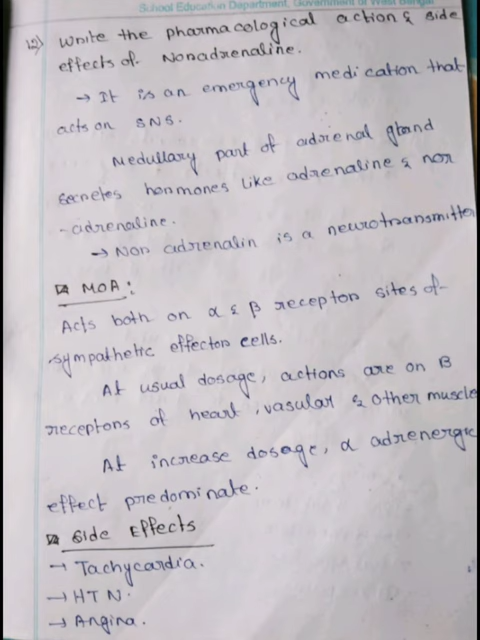 School Education Department, Government of West Bengal
12) Write the pharmacological action & side
effects of Nonadrenaline.
→ It is an emergency medication that
acts on SNS.
Medullary part of adrenal gland
secretes hormones like adrenaline & nor
-adrenaline.
→ Non adrenalin is a neurotransmitter
MOA:
Acts both on α & β receptor sites of
sympathetic effector cells.
At usual dosage, actions are on B
receptors of heart, vasular & other muscle
At increase dosage, α adrenergic
effect predominate.
Side Effects
→ Tachycardia.
→ HTN.
→ Angina.